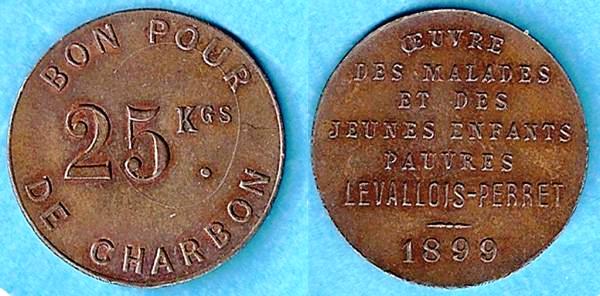 BON POUR
25 KGS
DE CHARBON
ŒUVRE
DES MALADES
ET DES
JEUNES ENFANTS
PAUVRES
LEVALLOIS-PERRET
1899